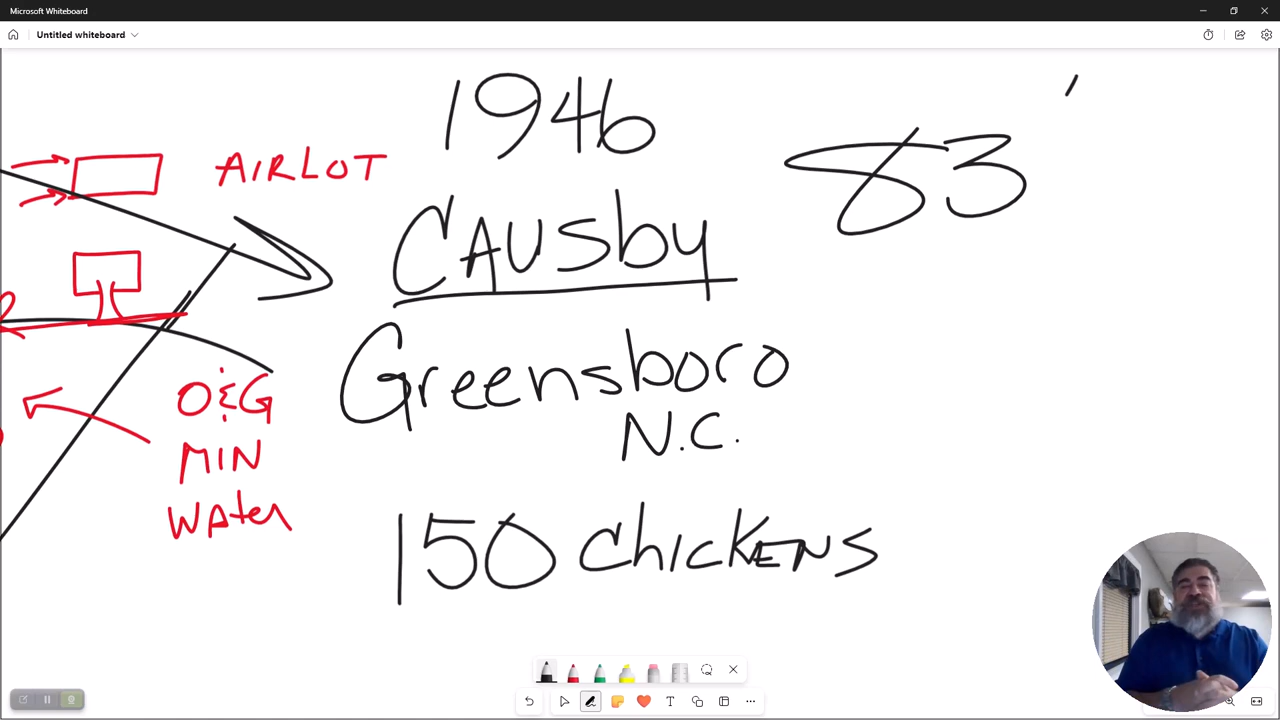 Microsoft Whiteboard
Untitled whiteboard
1946
83'
AIRLOT
CAUSby
Greensboro
N.C.
O&G
MIN
WAter
150 chickENS